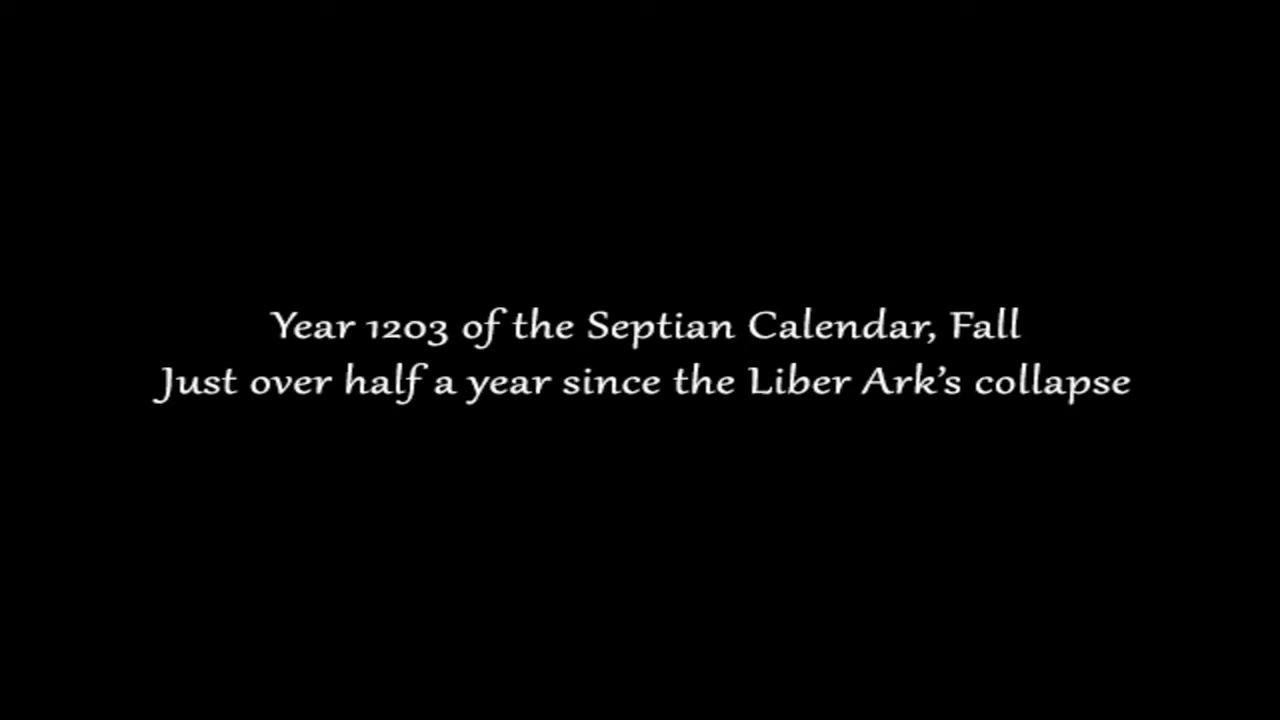 Year 1203 of the Septian Calendar, Fall
Just over half a year since the Liber Ark’s collapse